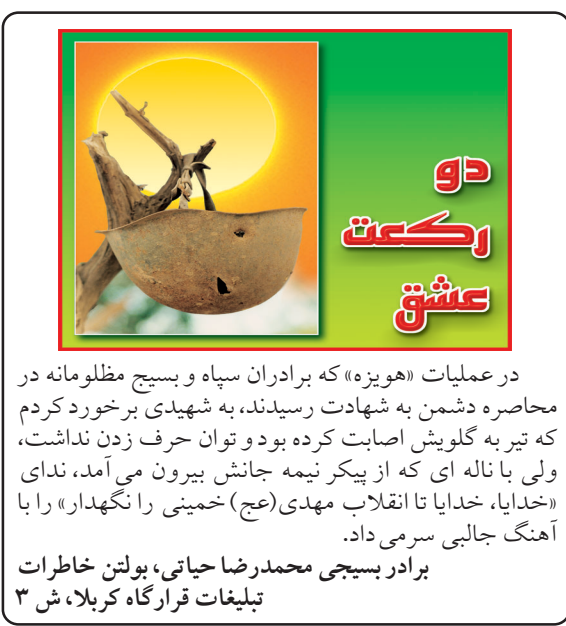 دو
رکعت
عشق
در عملیات «هویزه» که برادران سپاه و بسیج مظلومانه در
محاصره دشمن به شهادت رسیدند، به شهیدی برخورد کردم
که تیر به گلویش اصابت کرده بود و توان حرف زدن نداشت،
ولی با ناله ای که از پیکر نیمه جانش بیرون می آمد، ندای
«خدایا، خدایا تا انقلاب مهدی(عج) خمینی را نگهدار» را با
آهنگ جالبی سر می داد.
برادر بسیجی محمدرضا حیاتی، بولتن خاطرات
تبلیغات قرارگاه کربلا، ش ۳